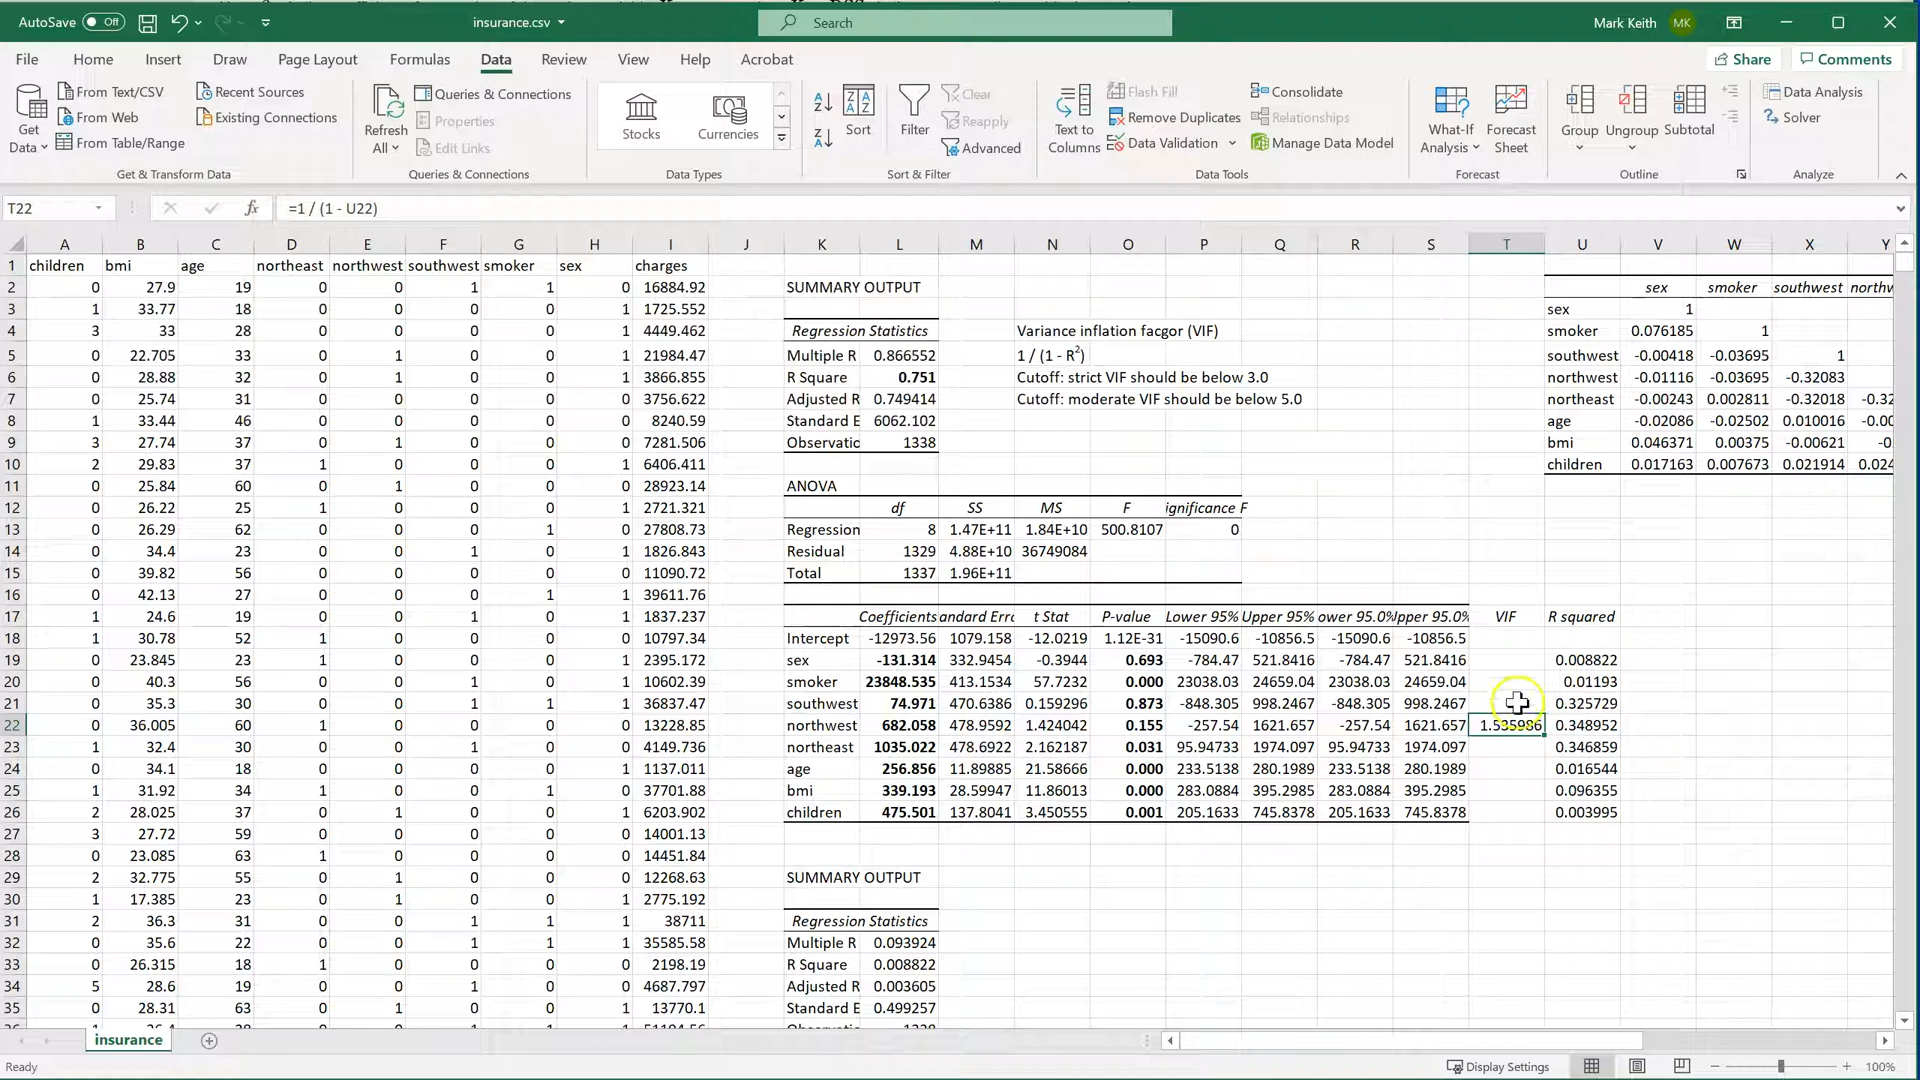 AutoSave Off insurance.csv Search Mark Keith MK
File Home Insert Draw Page Layout Formulas Data Review View Help Acrobat Share Comments
Get Data From Text/CSV From Web From Table/Range Recent Sources Existing Connections
Refresh All Queries & Connections Properties Edit Links
Stocks Currencies
Sort Filter Clear Reapply Advanced
Text to Columns Flash Fill Remove Duplicates Data Validation Consolidate Relationships Manage Data Model
What-If Analysis Forecast Sheet
Group Ungroup Subtotal
Data Analysis Solver
Get & Transform Data Queries & Connections Data Types Sort & Filter Data Tools Forecast Outline Analyze
T22 fx =1 / (1 - U22)
A B C D E F G H I J K L M N O P Q R S T U V W X Y
1 children bmi age northeast northwest southwest smoker sex charges
2 0 27.9 19 0 0 1 1 0 16884.92 SUMMARY OUTPUT sex smoker southwest northw
3 1 33.77 18 0 0 0 0 1 1725.552 sex 1
4 3 33 28 0 0 0 0 1 4449.462 Regression Statistics Variance inflation facgor (VIF) smoker 0.076185 1
5 0 22.705 33 0 1 0 0 1 21984.47 Multiple R 0.866552 1 / (1 - R2) southwest -0.00418 -0.03695 1
6 0 28.88 32 0 1 0 0 1 3866.855 R Square 0.751 Cutoff: strict VIF should be below 3.0 northwest -0.01116 -0.03695 -0.32083
7 0 25.74 31 0 0 0 0 0 3756.622 Adjusted R 0.749414 Cutoff: moderate VIF should be below 5.0 northeast -0.00243 0.002811 -0.32018 -0.32
8 1 33.44 46 0 0 0 0 0 8240.59 Standard E 6062.102 age -0.02086 -0.02502 0.010016 -0.00
9 3 27.74 37 0 1 0 0 0 7281.506 Observatic 1338 bmi 0.046371 0.00375 -0.00621 -0.
10 2 29.83 37 1 0 0 0 1 6406.411 children 0.017163 0.007673 0.021914 0.024
11 0 25.84 60 0 1 0 0 0 28923.14 ANOVA
12 0 26.22 25 1 0 0 0 1 2721.321 df SS MS F ignificance F
13 0 26.29 62 0 0 0 1 0 27808.73 Regression 8 1.47E+11 1.84E+10 500.8107 0
14 0 34.4 23 0 0 1 0 1 1826.843 Residual 1329 4.88E+10 36749084
15 0 39.82 56 0 0 0 0 0 11090.72 Total 1337 1.96E+11
16 0 42.13 27 0 0 0 1 1 39611.76
17 1 24.6 19 0 0 1 0 1 1837.237 Coefficients andard Erro t Stat P-value Lower 95% Upper 95% ower 95.0% Upper 95.0% VIF R squared
18 1 30.78 52 1 0 0 0 0 10797.34 Intercept -12973.56 1079.158 -12.0219 1.12E-31 -15090.6 -10856.5 -15090.6 -10856.5
19 0 23.845 23 1 0 0 0 1 2395.172 sex -131.314 332.9454 -0.3944 0.693 -784.47 521.8416 -784.47 521.8416 0.008822
20 0 40.3 56 0 0 1 0 1 10602.39 smoker 23848.535 413.1534 57.7232 0.000 23038.03 24659.04 23038.03 24659.04 0.01193
21 0 35.3 30 0 0 1 1 1 36837.47 southwest 74.971 470.6386 0.159296 0.873 -848.305 998.2467 -848.305 998.2467 0.325729
22 0 36.005 60 1 0 0 0 0 13228.85 northwest 682.058 478.9592 1.424042 0.155 -257.54 1621.657 -257.54 1621.657 1.535986 0.348952
23 1 32.4 30 0 0 1 0 0 4149.736 northeast 1035.022 478.6922 2.162187 0.031 95.94733 1974.097 95.94733 1974.097 0.346859
24 0 34.1 18 0 0 0 0 1 1137.011 age 256.856 11.89885 21.58666 0.000 233.5138 280.1989 233.5138 280.1989 0.016544
25 1 31.92 34 1 0 0 1 0 37701.88 bmi 339.193 28.59947 11.86013 0.000 283.0884 395.2985 283.0884 395.2985 0.096355
26 2 28.025 37 0 1 0 0 1 6203.902 children 475.501 137.8041 3.450555 0.001 205.1633 745.8378 205.1633 745.8378 0.003995
27 3 27.72 59 0 0 0 0 0 14001.13
28 0 23.085 63 1 0 0 0 0 14451.84
29 2 32.775 55 0 1 0 0 0 12268.63 SUMMARY OUTPUT
30 1 17.385 23 0 1 0 0 1 2775.192
31 2 36.3 31 0 0 1 1 1 38711 Regression Statistics
32 0 35.6 22 0 0 1 1 1 35585.58 Multiple R 0.093924
33 0 26.315 18 1 0 0 0 0 2198.19 R Square 0.008822
34 5 28.6 19 0 0 1 0 0 4687.797 Adjusted R 0.003605
35 0 28.31 63 0 1 0 0 1 13770.1 Standard E 0.499257
insurance
Ready Display Settings 100%